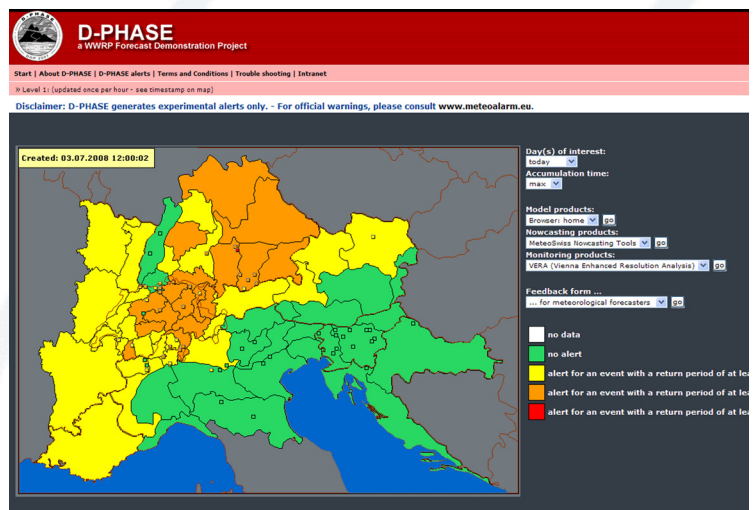 D-PHASE
a WWRP Forecast Demonstration Project
Start | About D-PHASE | D-PHASE alerts | Terms and Conditions | Trouble shooting | Intranet
» Level 1: (updated once per hour - see timestamp on map)
Disclaimer: D-PHASE generates experimental alerts only. - For official warnings, please consult www.meteoalarm.eu.
Created: 03.07.2008 12:00:02
Day(s) of interest:
today
Accumulation time:
max
Model products:
Browser: home go
Nowcasting products:
MeteoSwiss Nowcasting Tools go
Monitoring products:
VERA (Vienna Enhanced Resolution Analysis) go
Feedback form ...
... for meteorological forecasters go
no data
no alert
alert for an event with a return period of at lea
alert for an event with a return period of at lea
alert for an event with a return period of at lea